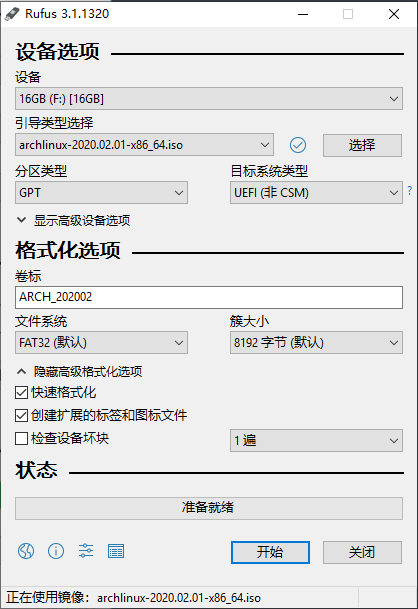 Rufus 3.1.1320
设备选项
设备
16GB (F:) [16GB]
引导类型选择
archlinux-2020.02.01-x86_64.iso
选择
分区类型
目标系统类型
GPT
UEFI (非 CSM)
?
显示高级设备选项
格式化选项
卷标
ARCH_202002
文件系统
簇大小
FAT32 (默认)
8192 字节 (默认)
隐藏高级格式化选项
快速格式化
创建扩展的标签和图标文件
检查设备坏块
1 遍
状态
准备就绪
开始
关闭
正在使用镜像：archlinux-2020.02.01-x86_64.iso